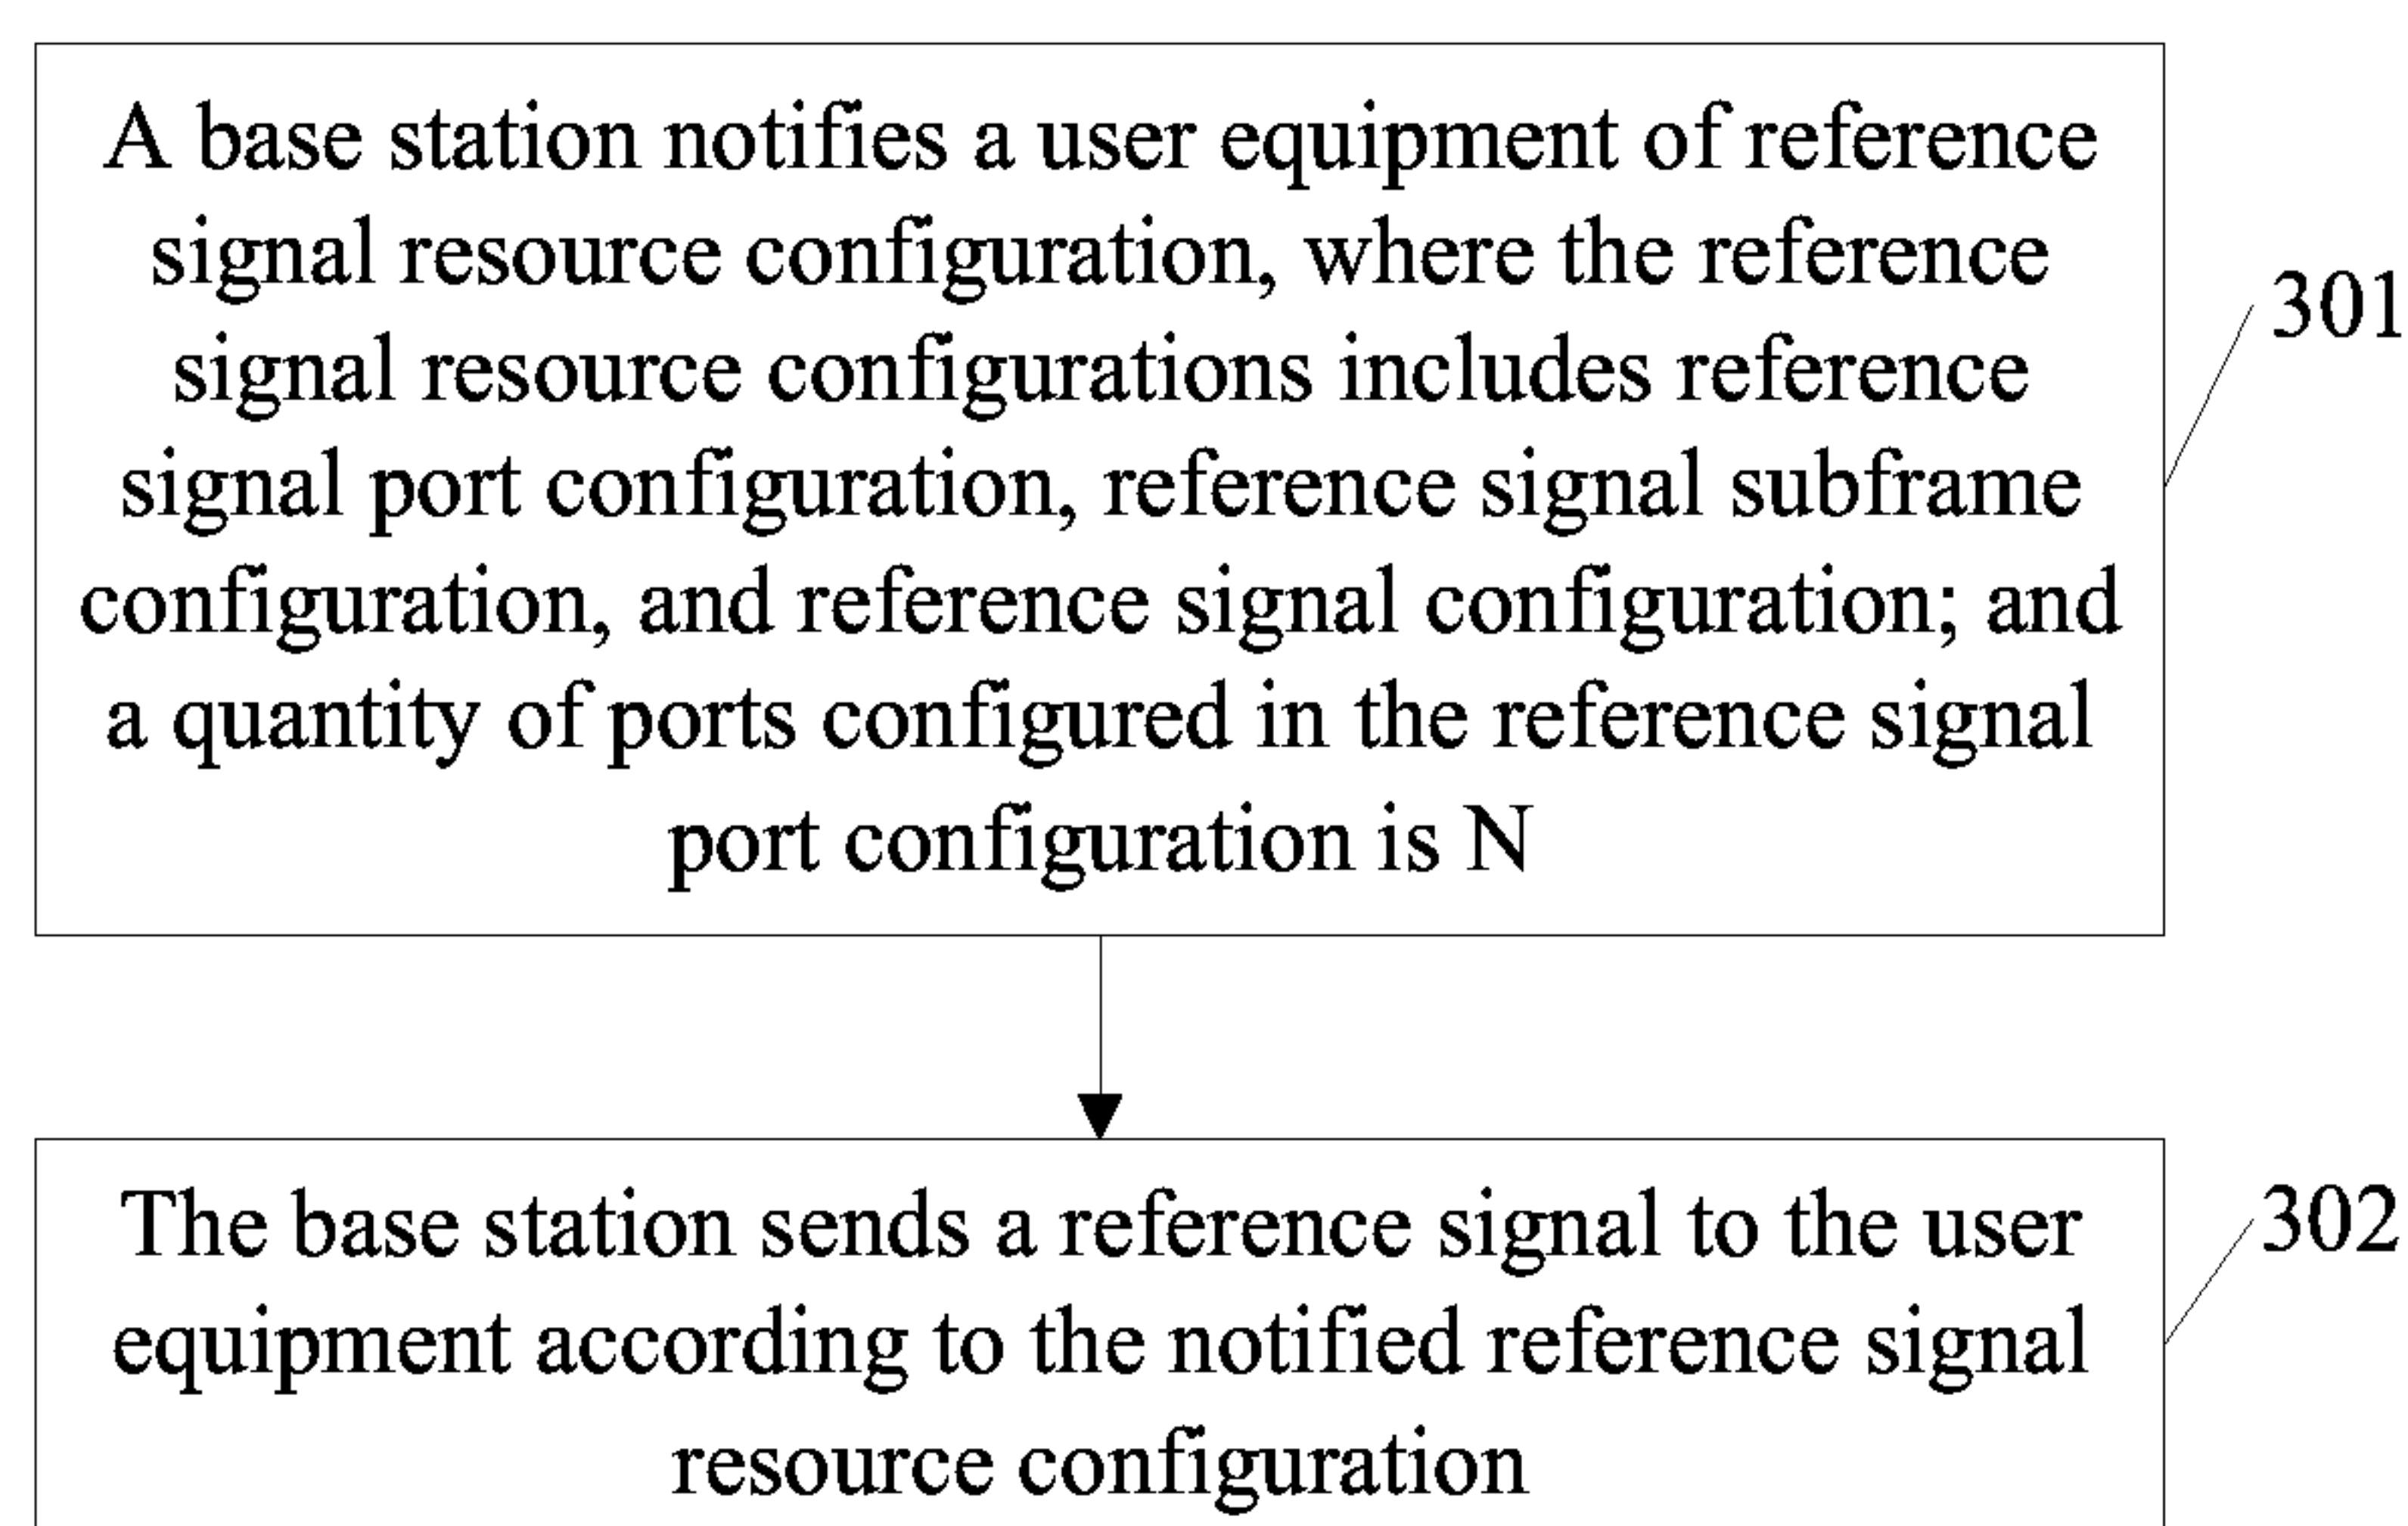 A base station notifies a user equipment of reference
signal resource configuration, where the reference
signal resource configurations includes reference
signal port configuration, reference signal subframe
configuration, and reference signal configuration; and
a quantity of ports configured in the reference signal
port configuration is N
301
The base station sends a reference signal to the user
equipment according to the notified reference signal
resource configuration
302